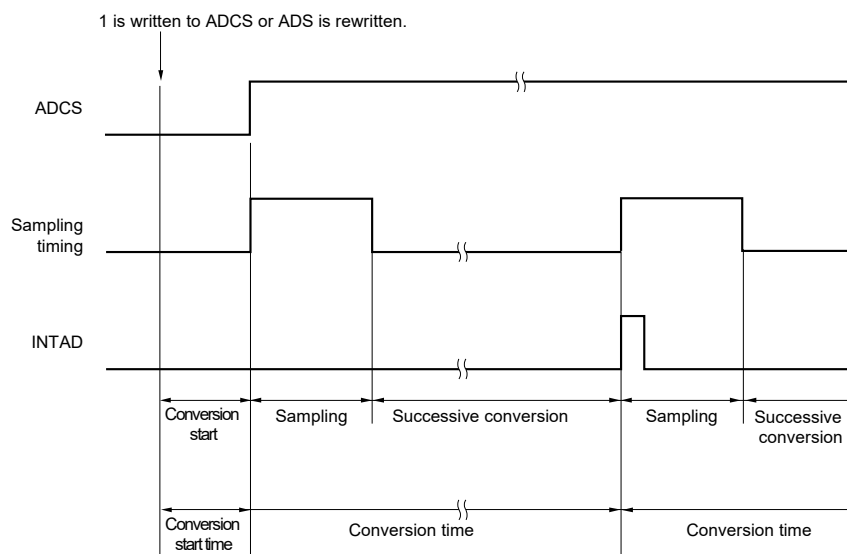 1 is written to ADCS or ADS is rewritten.
ADCS
Sampling
timing
INTAD
Conversion
start
Sampling
Successive conversion
Sampling
Successive
conversion
Conversion
start time
Conversion time
Conversion time